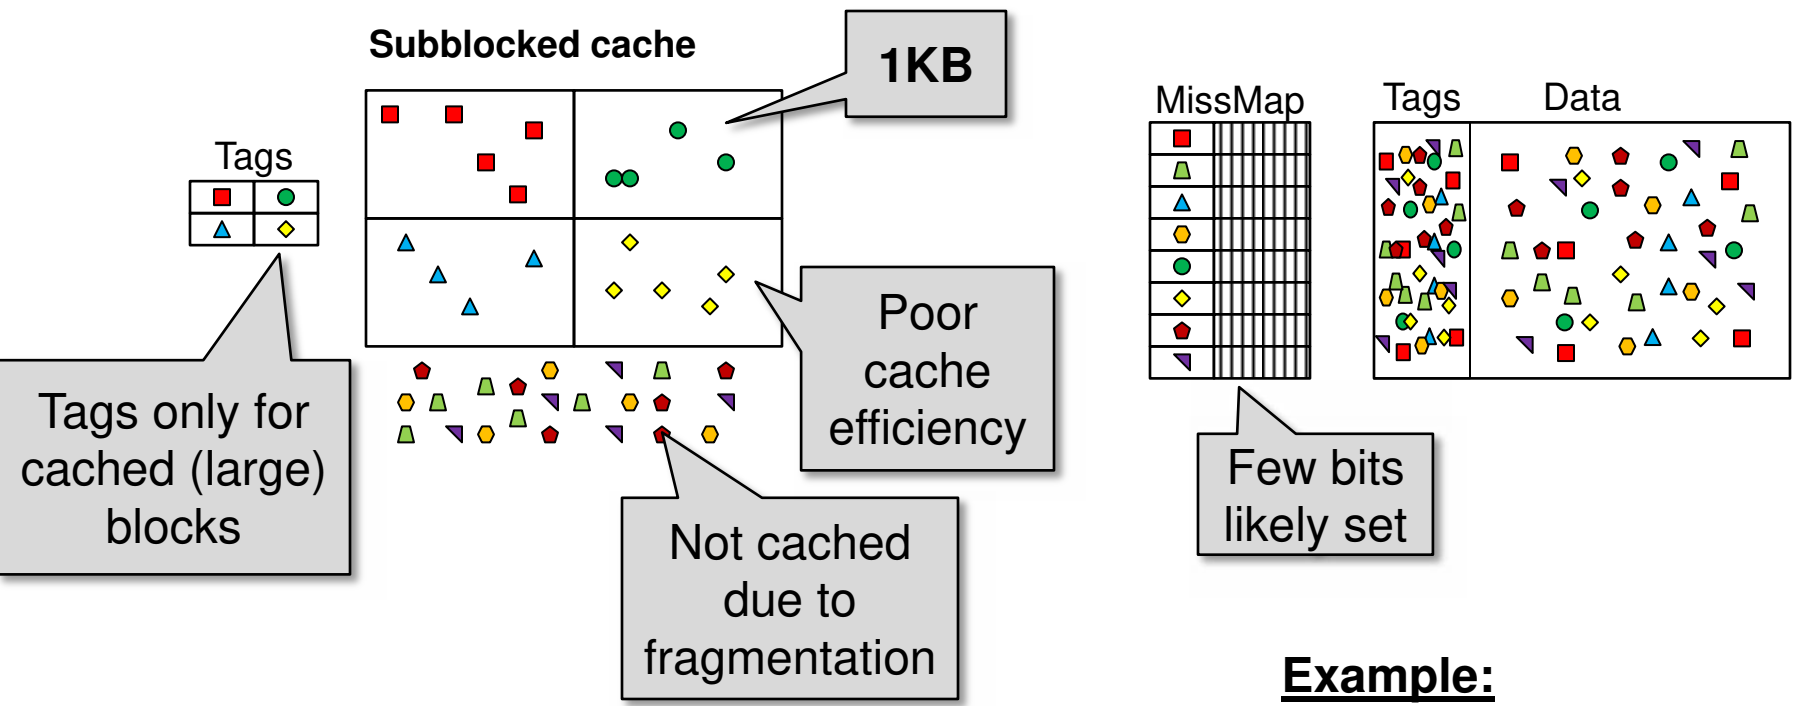 Subblocked cache
1KB
Tags
Tags only for
cached (large)
blocks
Poor
cache
efficiency
Not cached
due to
fragmentation
MissMap
Tags
Data
Few bits
likely set
Example: